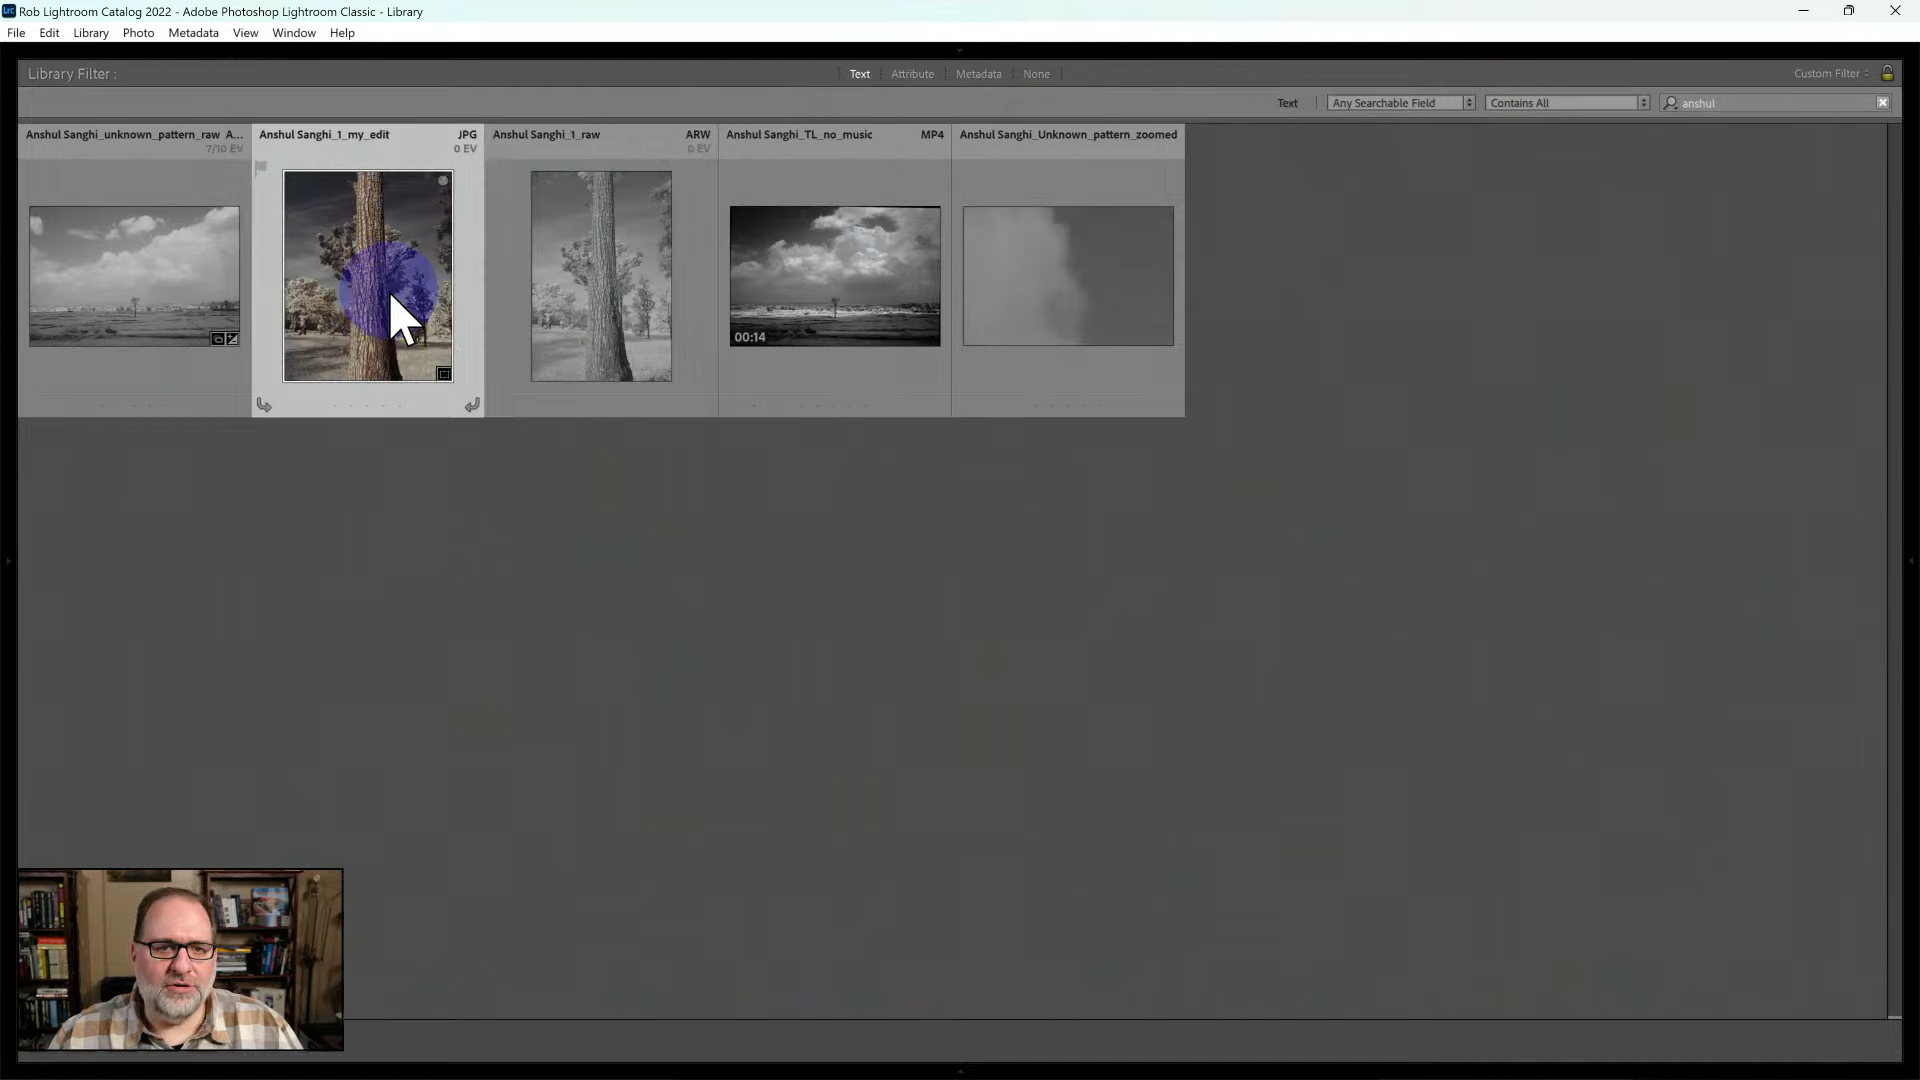 Rob Lightroom Catalog 2022 - Adobe Photoshop Lightroom Classic - Library
File Edit Library Photo Metadata View Window Help
Library Filter : Text Attribute Metadata None Custom Filter
Text Any Searchable Field Contains All anshul
Anshul Sanghi_unknown_pattern_raw A... Anshul Sanghi_1_my_edit JPG Anshul Sanghi_1_raw ARW Anshul Sanghi_TL_no_music MP4 Anshul Sanghi_Unknown_pattern_zoomed
7/10 EV 0 EV 0 EV
00:14